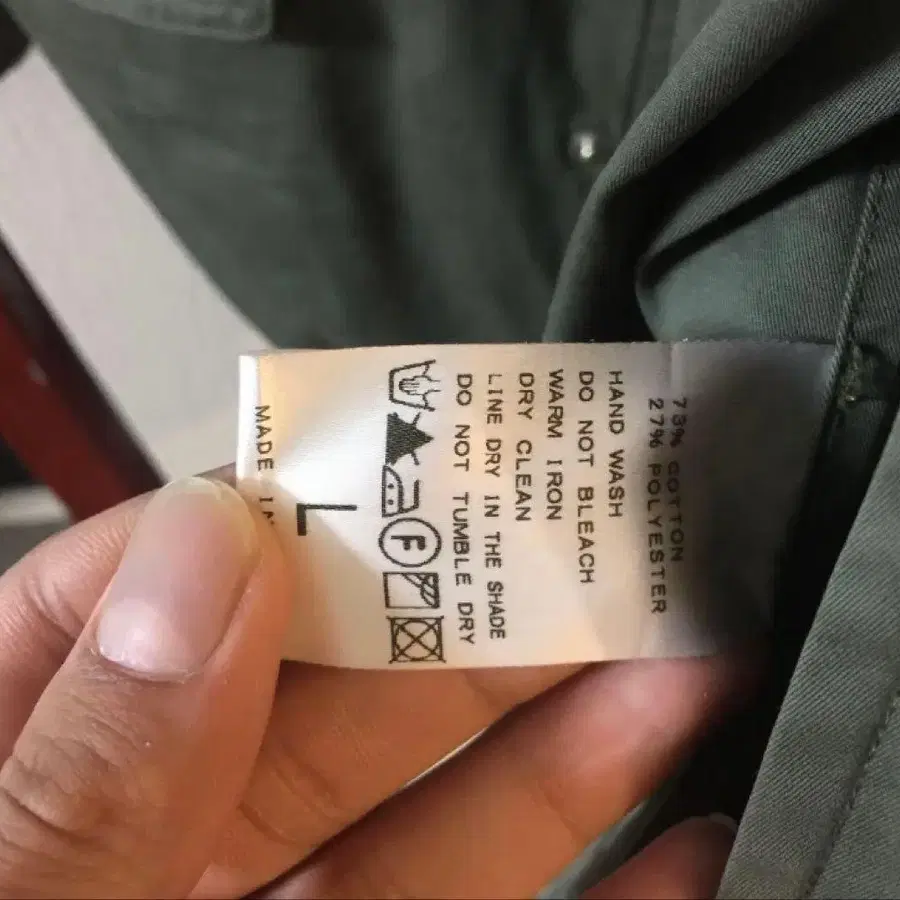 73% COTTON
27% POLYESTER
HAND WASH
DO NOT BLEACH
WARM IRON
DRY CLEAN
LINE DRY IN THE SHADE
DO NOT TUMBLE DRY
F
L
MADE